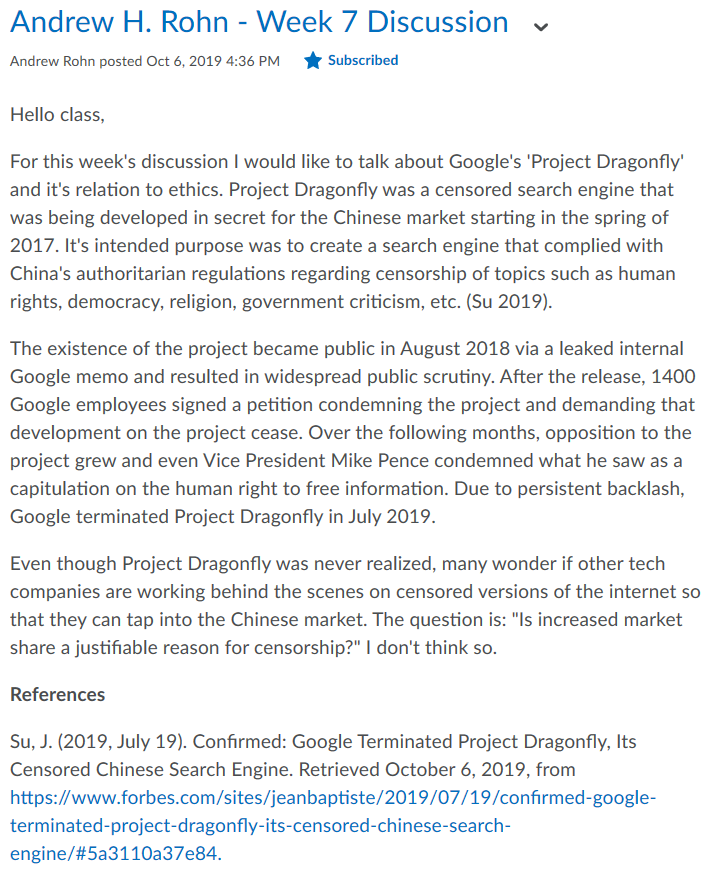 Andrew H. Rohn - Week 7 Discussion
Andrew Rohn posted Oct 6, 2019 4:36 PM Subscribed
Hello class,
For this week's discussion I would like to talk about Google's 'Project Dragonfly'
and it's relation to ethics. Project Dragonfly was a censored search engine that
was being developed in secret for the Chinese market starting in the spring of
2017. It's intended purpose was to create a search engine that complied with
China's authoritarian regulations regarding censorship of topics such as human
rights, democracy, religion, government criticism, etc. (Su 2019).
The existence of the project became public in August 2018 via a leaked internal
Google memo and resulted in widespread public scrutiny. After the release, 1400
Google employees signed a petition condemning the project and demanding that
development on the project cease. Over the following months, opposition to the
project grew and even Vice President Mike Pence condemned what he saw as a
capitulation on the human right to free information. Due to persistent backlash,
Google terminated Project Dragonfly in July 2019.
Even though Project Dragonfly was never realized, many wonder if other tech
companies are working behind the scenes on censored versions of the internet so
that they can tap into the Chinese market. The question is: "Is increased market
share a justifiable reason for censorship?" I don't think so.
References
Su, J. (2019, July 19). Confirmed: Google Terminated Project Dragonfly, Its
Censored Chinese Search Engine. Retrieved October 6, 2019, from
https://www.forbes.com/sites/jeanbaptiste/2019/07/19/confirmed-google-
terminated-project-dragonfly-its-censored-chinese-search-
engine/#5a3110a37e84.